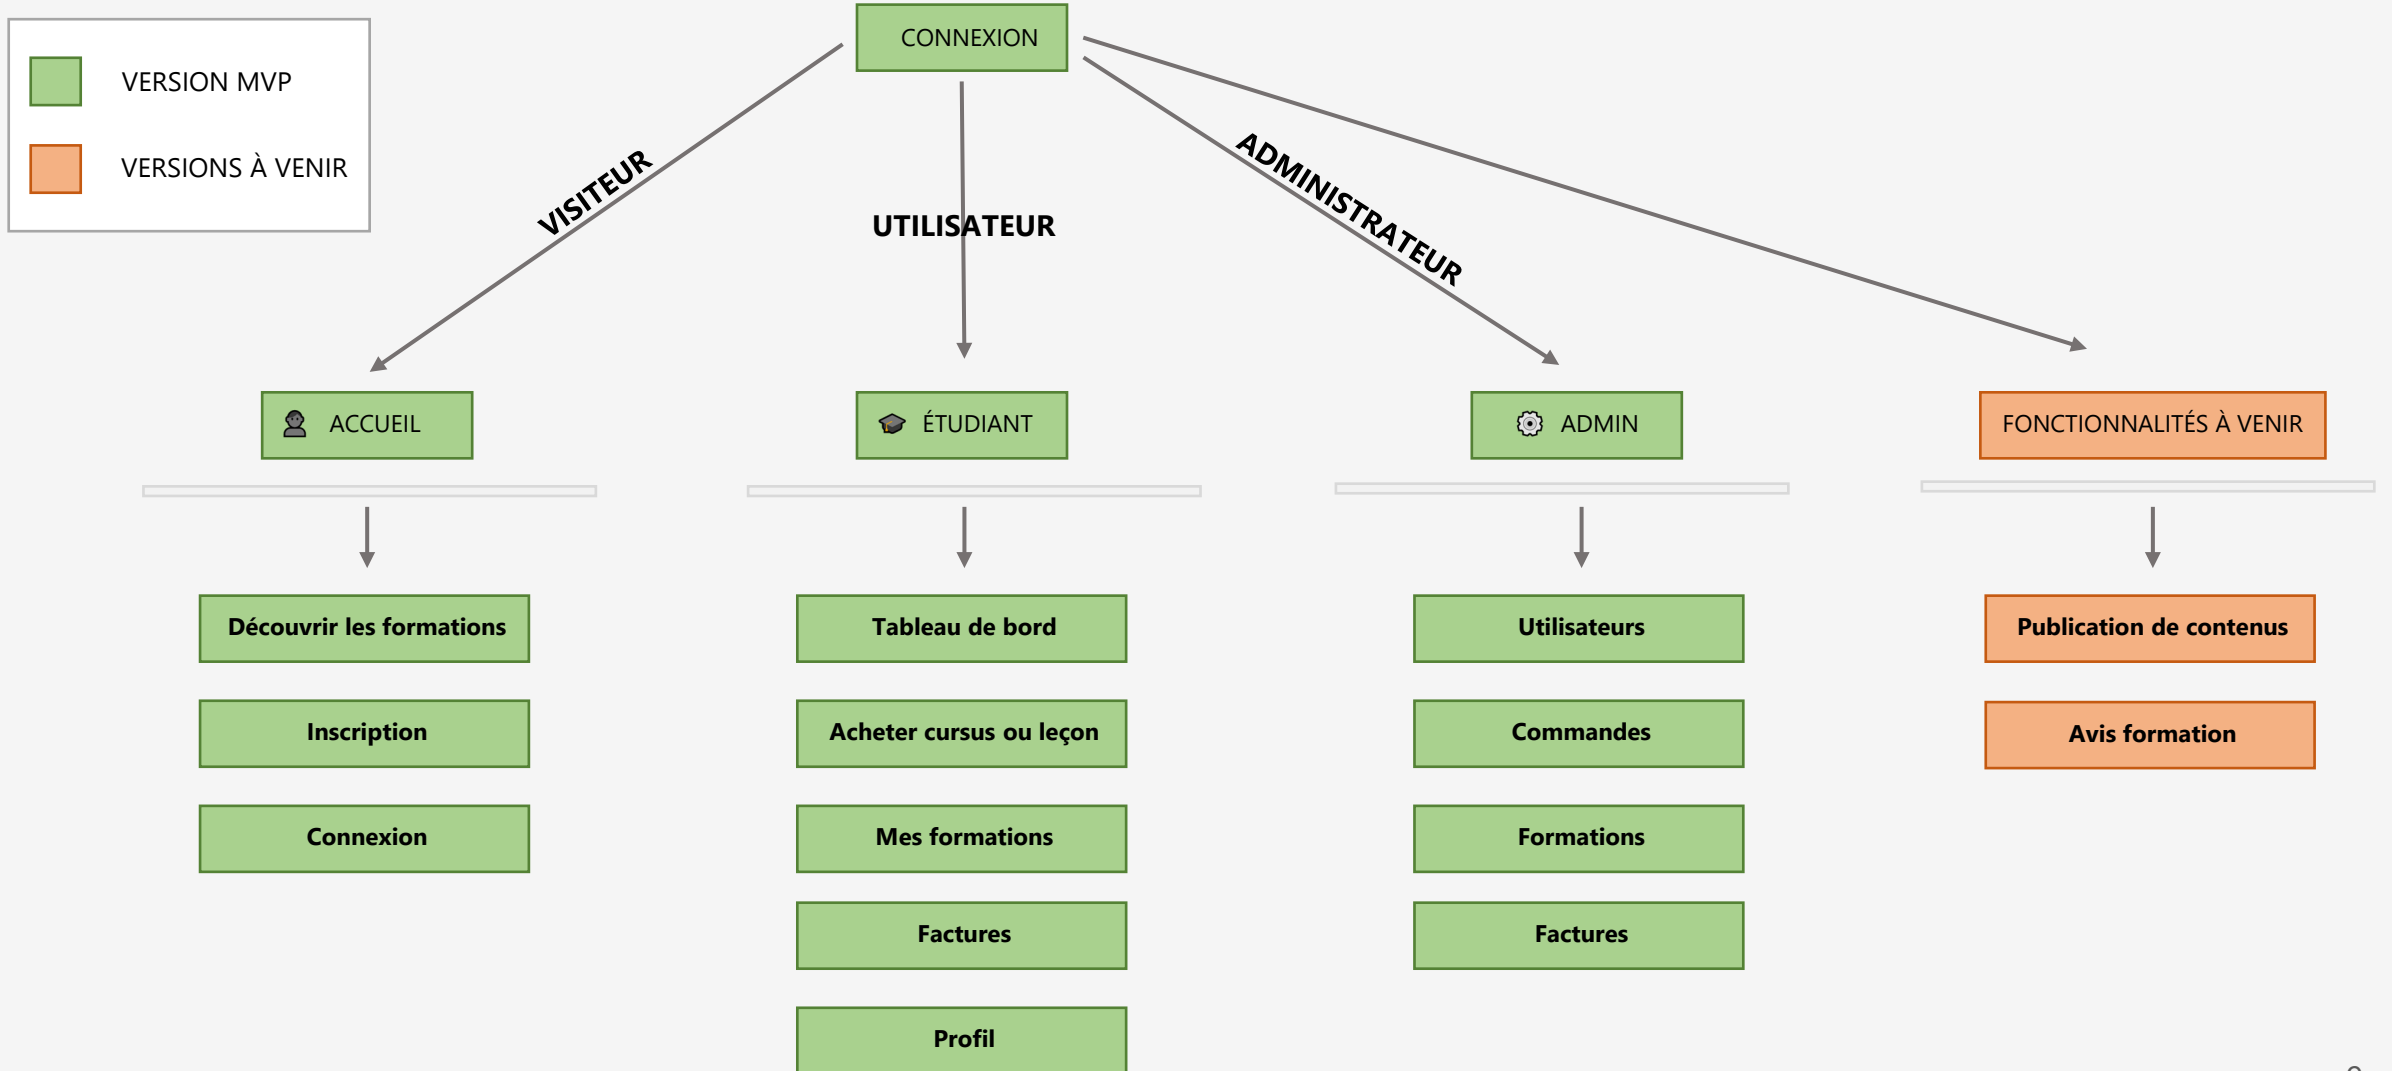 CONNEXION
VERSION MVP
VERSIONS À VENIR
VISITEUR
UTILISATEUR
ADMINISTRATEUR
ACCUEIL
ÉTUDIANT
ADMIN
FONCTIONNALITÉS À VENIR
Découvrir les formations
Inscription
Connexion
Tableau de bord
Acheter cursus ou leçon
Mes formations
Factures
Profil
Utilisateurs
Commandes
Formations
Factures
Publication de contenus
Avis formation